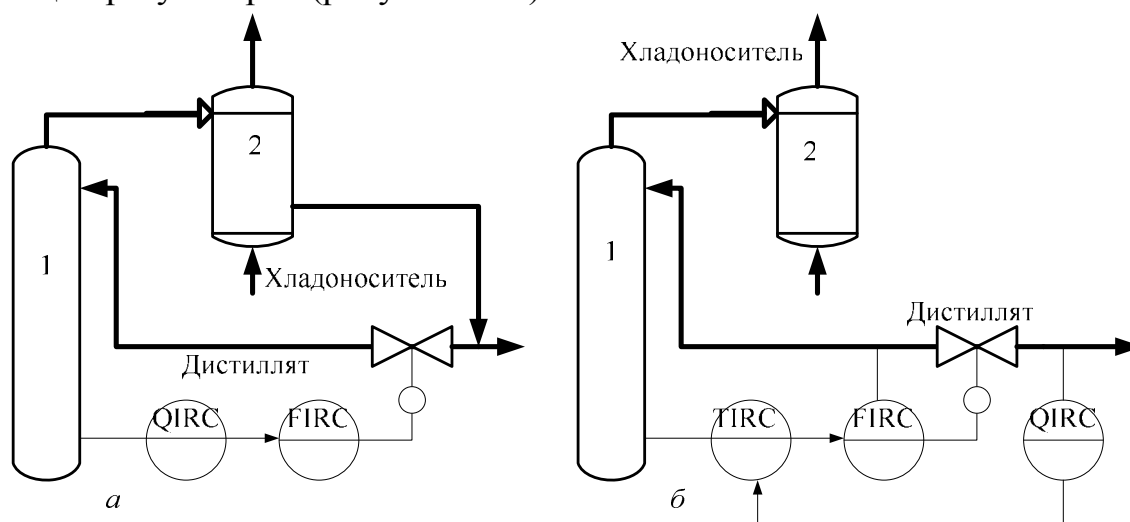 Хладоноситель
2
2
1
1
Хладоноситель
Дистиллят
Дистиллят
QIRC
FIRC
TIRC
FIRC
QIRC
а
б